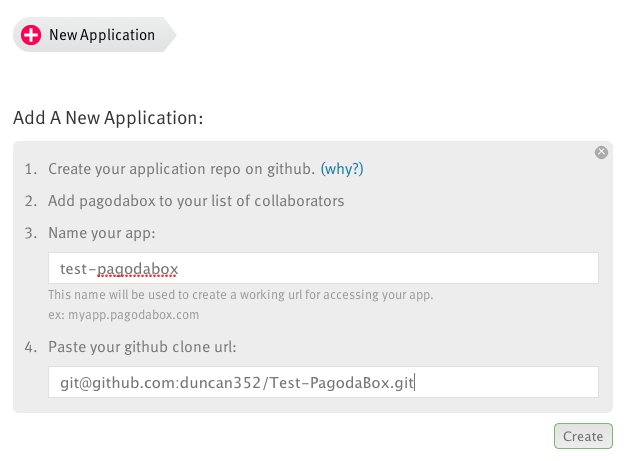 New Application
Add A New Application:
1. Create your application repo on github. (why?)
2. Add pagodabox to your list of collaborators
3. Name your app:
test-pagodabox
This name will be used to create a working url for accessing your app.
ex: myapp.pagodabox.com
4. Paste your github clone url:
git@github.com:duncan352/Test-PagodaBox.git
Create